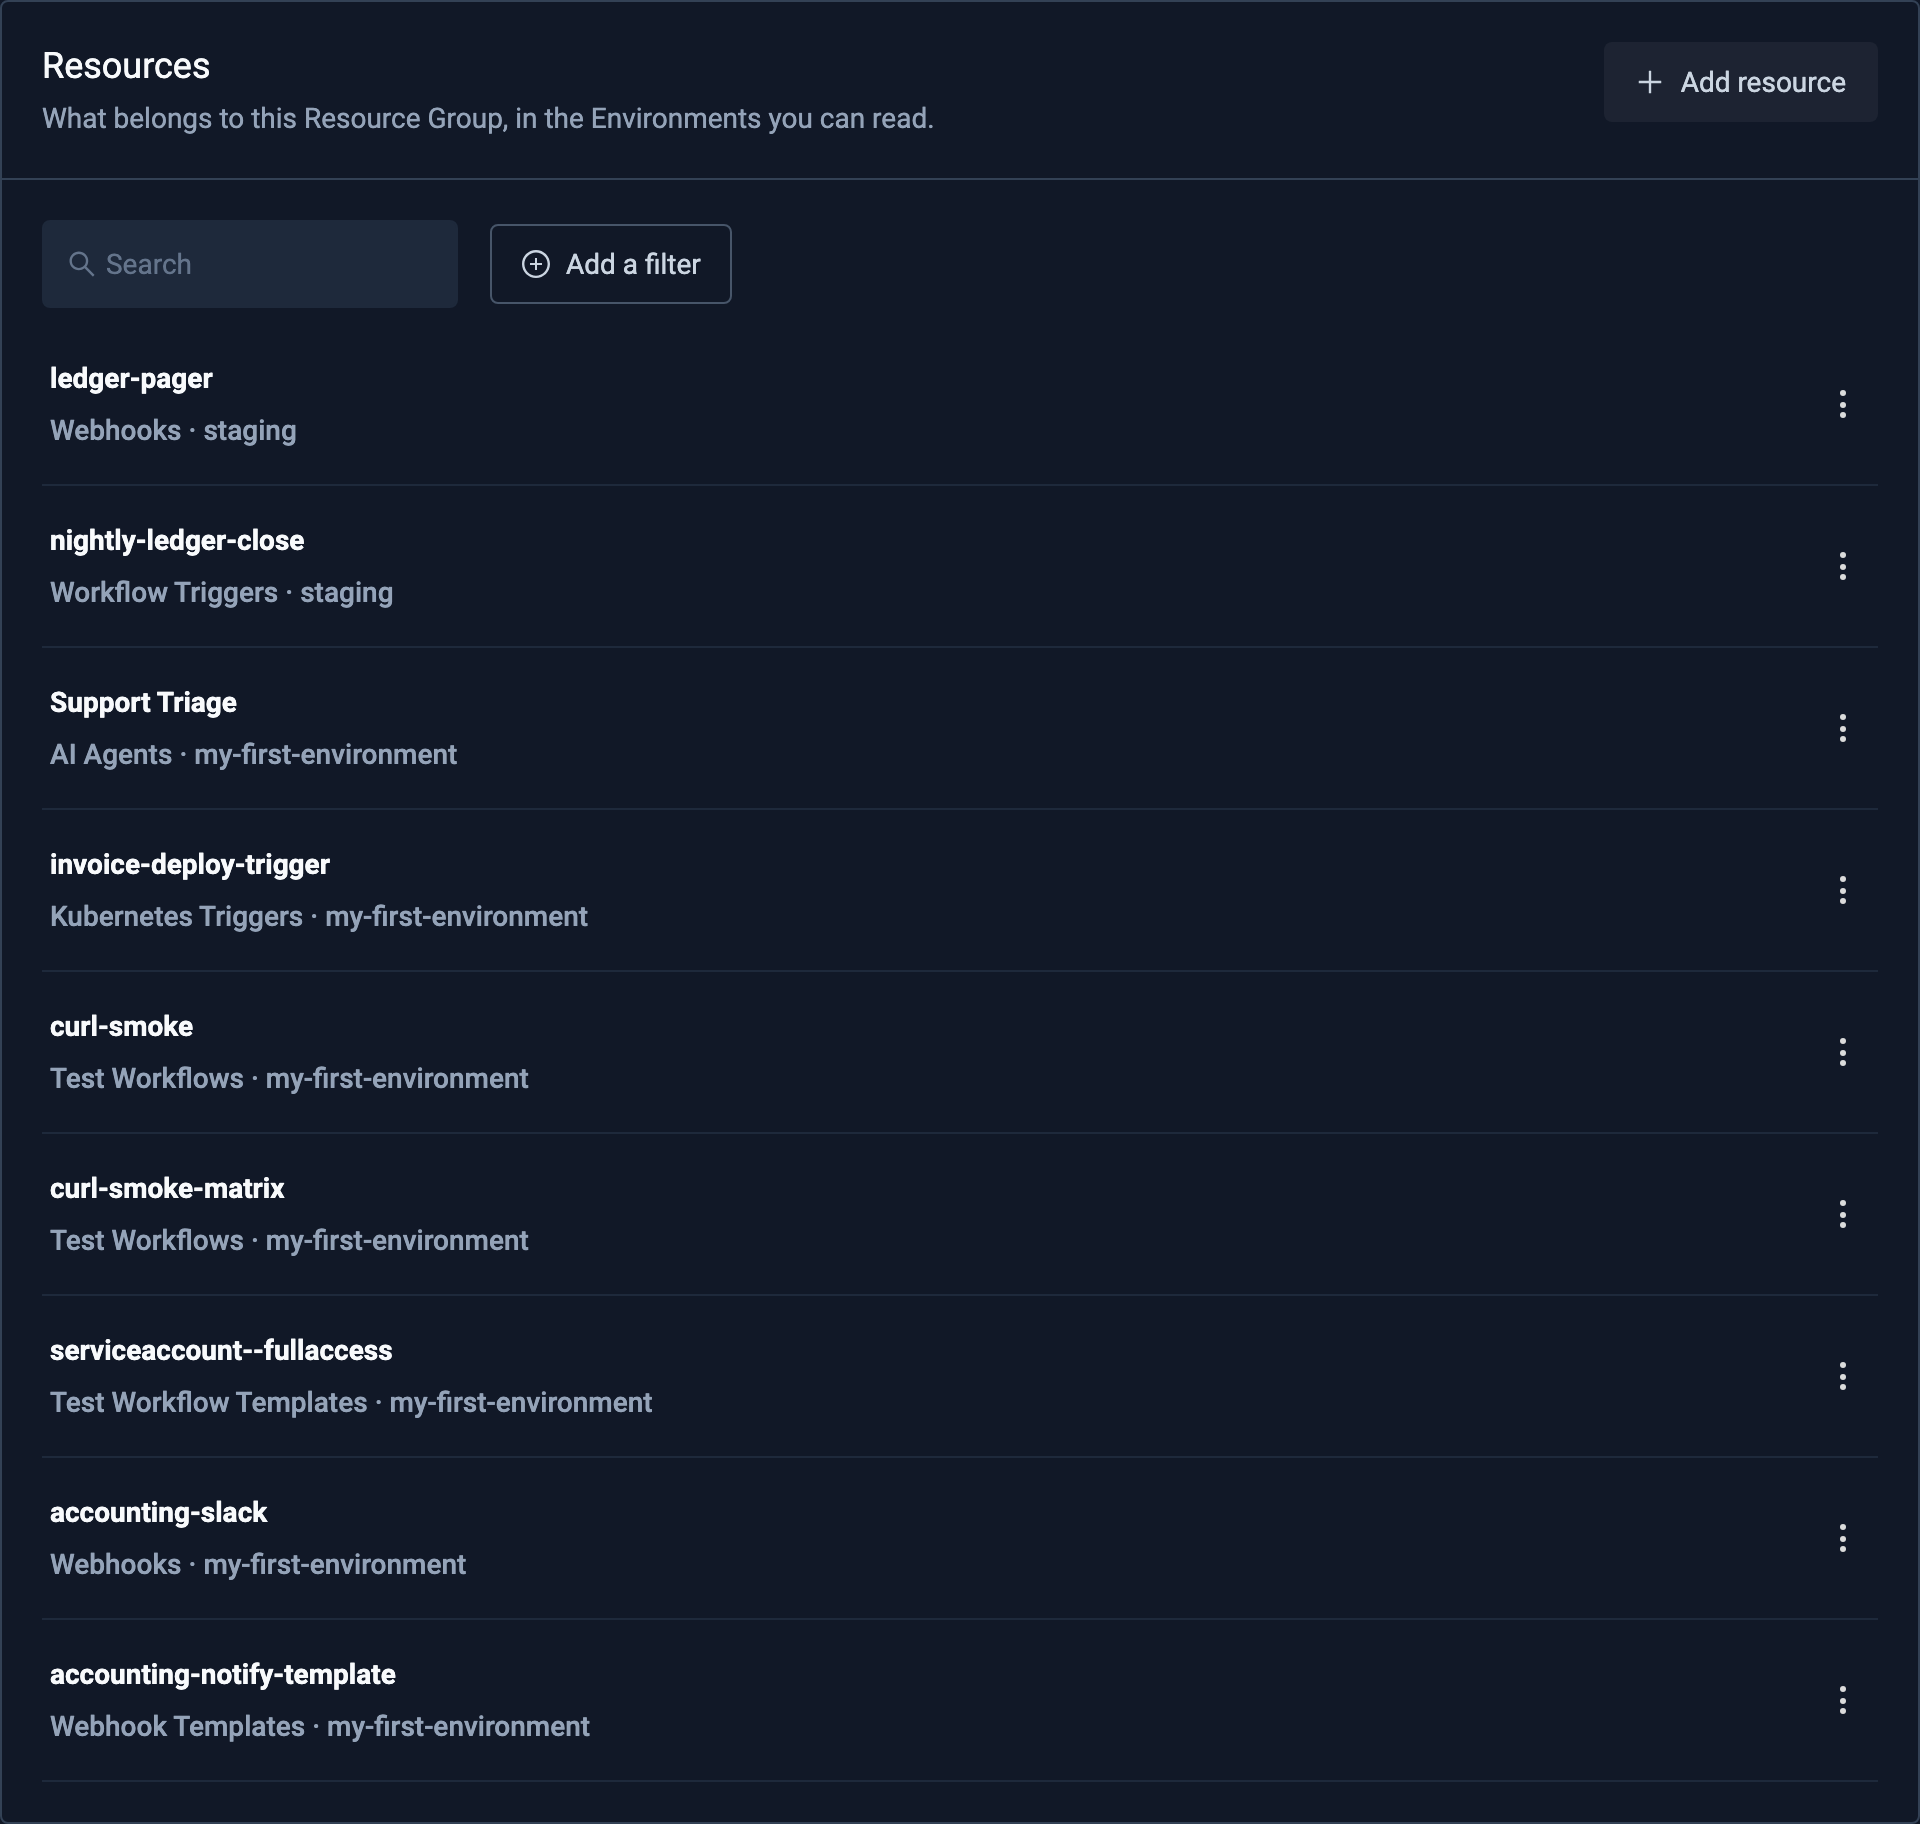 Resources
What belongs to this Resource Group, in the Environments you can read.
Add resource
Search
Add a filter
ledger-pager
Webhooks · staging
nightly-ledger-close
Workflow Triggers · staging
Support Triage
AI Agents · my-first-environment
invoice-deploy-trigger
Kubernetes Triggers · my-first-environment
curl-smoke
Test Workflows · my-first-environment
curl-smoke-matrix
Test Workflows · my-first-environment
serviceaccount--fullaccess
Test Workflow Templates · my-first-environment
accounting-slack
Webhooks · my-first-environment
accounting-notify-template
Webhook Templates · my-first-environment